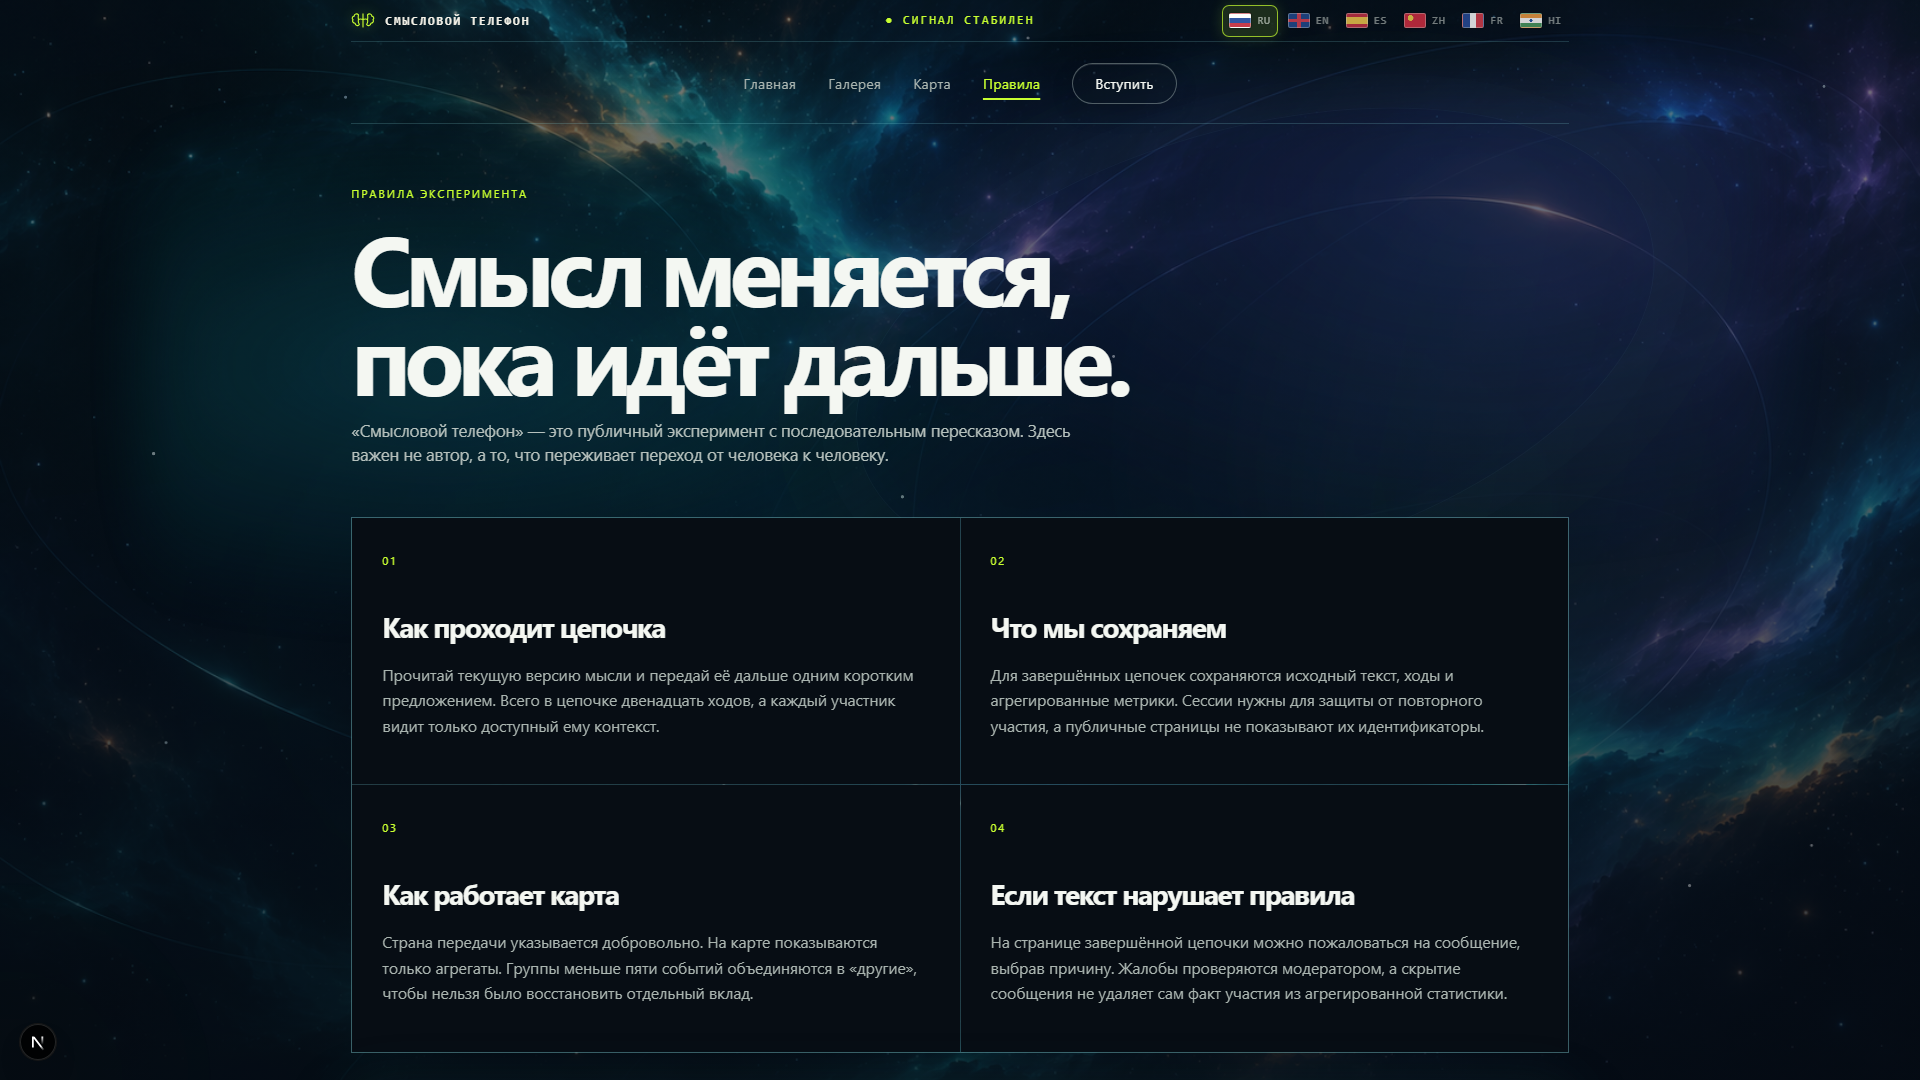 СМЫСЛОВОЙ ТЕЛЕФОН
СИГНАЛ СТАБИЛЕН
RU EN ES ZH FR HI
Главная Галерея Карта Правила Вступить
ПРАВИЛА ЭКСПЕРИМЕНТА
Смысл меняется,
пока идёт дальше.
«Смысловой телефон» — это публичный эксперимент с последовательным пересказом. Здесь
важен не автор, а то, что переживает переход от человека к человеку.
01
Как проходит цепочка
Прочитай текущую версию мысли и передай её дальше одним коротким
предложением. Всего в цепочке двенадцать ходов, а каждый участник
видит только доступный ему контекст.
02
Что мы сохраняем
Для завершённых цепочек сохраняются исходный текст, ходы и
агрегированные метрики. Сессии нужны для защиты от повторного
участия, а публичные страницы не показывают их идентификаторы.
03
Как работает карта
Страна передачи указывается добровольно. На карте показываются
только агрегаты. Группы меньше пяти событий объединяются в «другие»,
чтобы нельзя было восстановить отдельный вклад.
04
Если текст нарушает правила
На странице завершённой цепочки можно пожаловаться на сообщение,
выбрав причину. Жалобы проверяются модератором, а скрытие
сообщения не удаляет сам факт участия из агрегированной статистики.
N